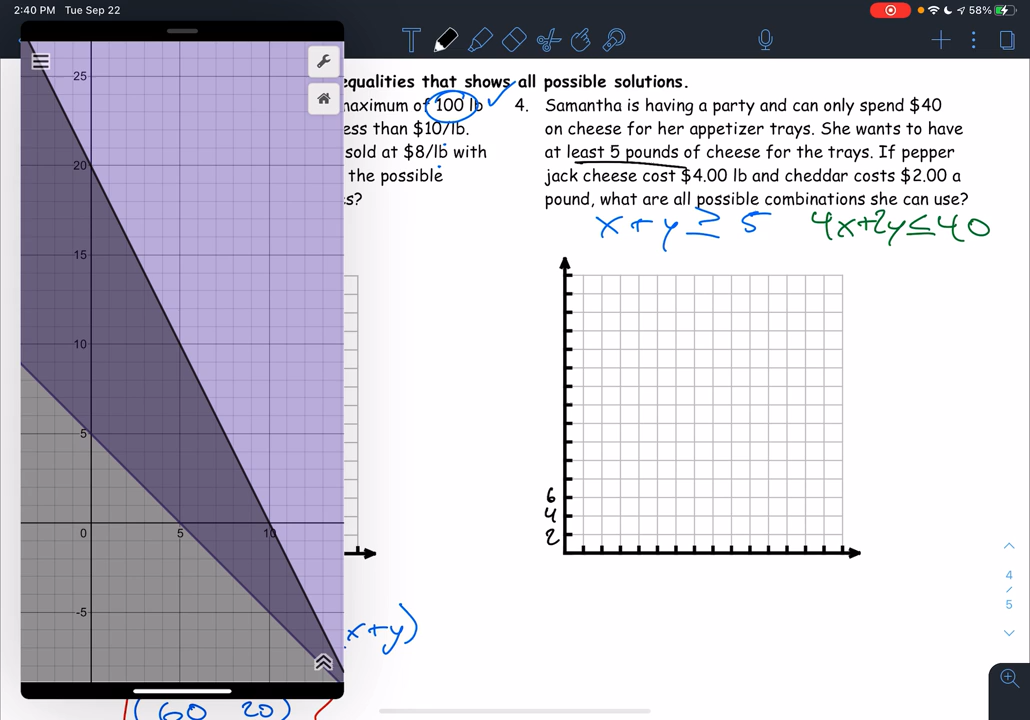 2:40 PM Tue Sep 22
58%
equalities that shows all possible solutions.
maximum of 100 lb
ess than $10/lb.
sold at $8/lb with
the possible
s?
4. Samantha is having a party and can only spend $40
on cheese for her appetizer trays. She wants to have
at least 5 pounds of cheese for the trays. If pepper
jack cheese cost $4.00 lb and cheddar costs $2.00 a
pound, what are all possible combinations she can use?
x + y ≥ 5
4x+2y≤40
25
20
15
10
5
0
5
10
-5
6
4
2
x+y)
(60 20)
4
/
5
T